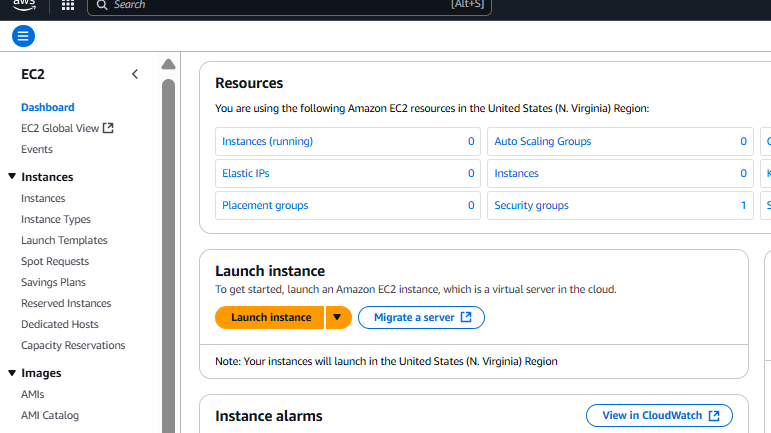 aws
Search
[Alt+S]
EC2
Dashboard
EC2 Global View
Events
Instances
Instances
Instance Types
Launch Templates
Spot Requests
Savings Plans
Reserved Instances
Dedicated Hosts
Capacity Reservations
Images
AMIs
AMI Catalog
Resources
You are using the following Amazon EC2 resources in the United States (N. Virginia) Region:
Instances (running) 0 Auto Scaling Groups 0
Elastic IPs 0 Instances 0
Placement groups 0 Security groups 1
Launch instance
To get started, launch an Amazon EC2 instance, which is a virtual server in the cloud.
Launch instance Migrate a server
Note: Your instances will launch in the United States (N. Virginia) Region
Instance alarms View in CloudWatch